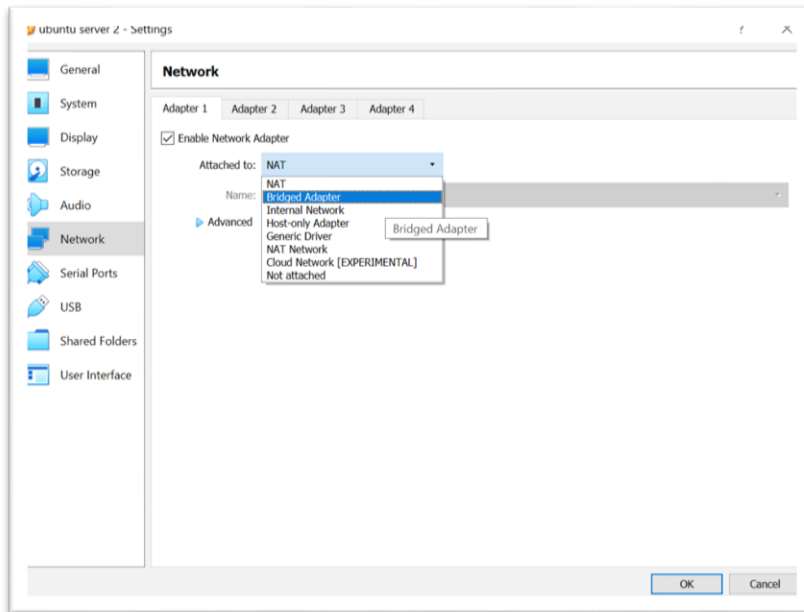 ubuntu server 2 - Settings
?
General
System
Display
Storage
Audio
Network
Serial Ports
USB
Shared Folders
User Interface
Network
Adapter 1 Adapter 2 Adapter 3 Adapter 4
Enable Network Adapter
Attached to: NAT
NAT
Name: Bridged Adapter
Internal Network
Advanced Host-only Adapter
Bridged Adapter
Generic Driver
NAT Network
Cloud Network [EXPERIMENTAL]
Not attached
OK Cancel